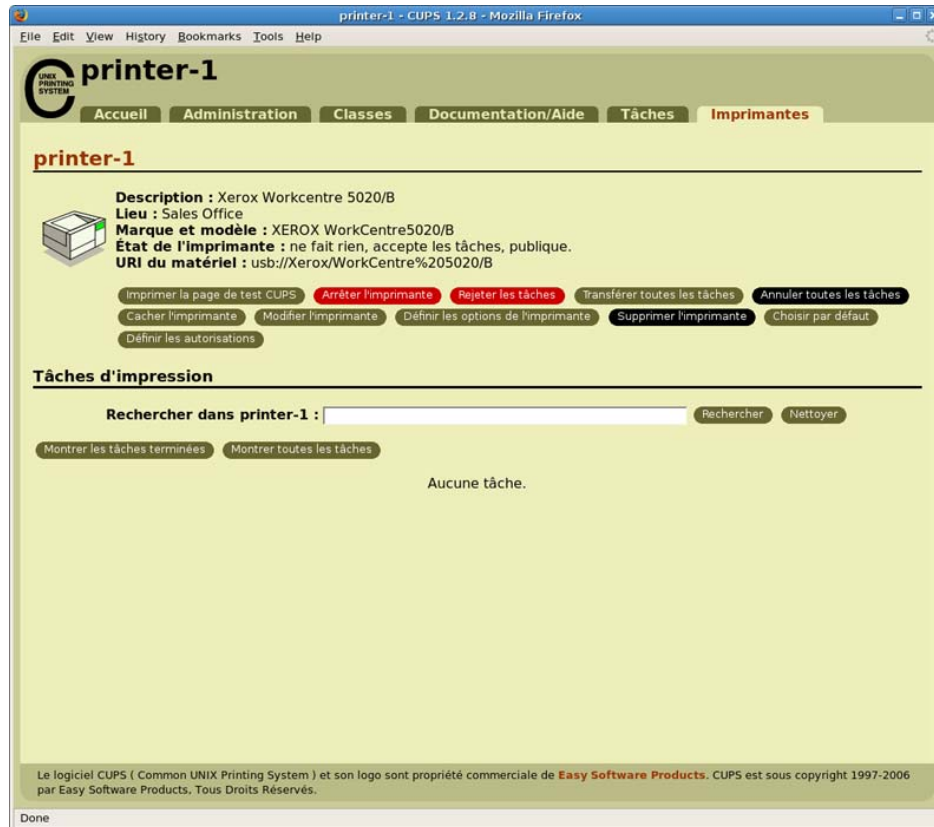 printer-1 - CUPS 1.2.8 - Mozilla Firefox
File Edit View History Bookmarks Tools Help
UNIX
PRINTING
SYSTEM
printer-1
Accueil Administration Classes Documentation/Aide Tâches Imprimantes
printer-1
Description : Xerox Workcentre 5020/B
Lieu : Sales Office
Marque et modèle : XEROX WorkCentre5020/B
État de l'imprimante : ne fait rien, accepte les tâches, publique.
URI du matériel : usb://Xerox/WorkCentre%205020/B
Imprimer la page de test CUPS Arrêter l'imprimante Rejeter les tâches Transférer toutes les tâches Annuler toutes les tâches
Cacher l'imprimante Modifier l'imprimante Définir les options de l'imprimante Supprimer l'imprimante Choisir par défaut
Définir les autorisations
Tâches d'impression
Rechercher dans printer-1 : Rechercher Nettoyer
Montrer les tâches terminées Montrer toutes les tâches
Aucune tâche.
Le logiciel CUPS ( Common UNIX Printing System ) et son logo sont propriété commerciale de Easy Software Products. CUPS est sous copyright 1997-2006
par Easy Software Products, Tous Droits Réservés.
Done